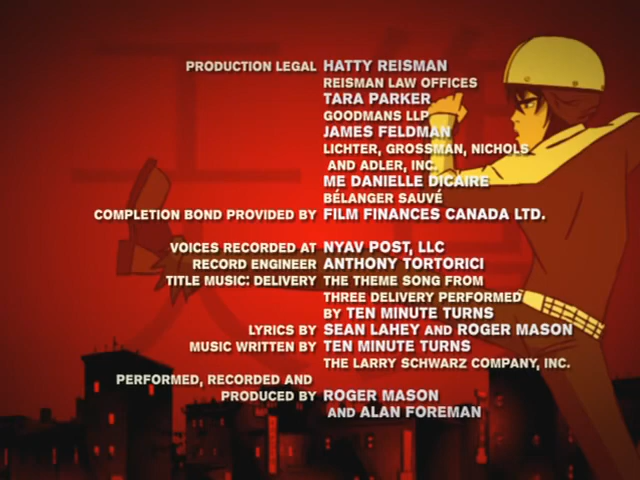 PRODUCTION LEGAL HATTY REISMAN
REISMAN LAW OFFICES
TARA PARKER
GOODMANS LLP
JAMES FELDMAN
LICHTER, GROSSMAN, NICHOLS
AND ADLER, INC.
ME DANIELLE DICAIRE
BÉLANGER SAUVÉ
COMPLETION BOND PROVIDED BY FILM FINANCES CANADA LTD.
VOICES RECORDED AT NYAV POST, LLC
RECORD ENGINEER ANTHONY TORTORICI
TITLE MUSIC: DELIVERY THE THEME SONG FROM
THREE DELIVERY PERFORMED
BY TEN MINUTE TURNS
LYRICS BY SEAN LAHEY AND ROGER MASON
MUSIC WRITTEN BY TEN MINUTE TURNS
THE LARRY SCHWARZ COMPANY, INC.
PERFORMED, RECORDED AND
PRODUCED BY ROGER MASON
AND ALAN FOREMAN